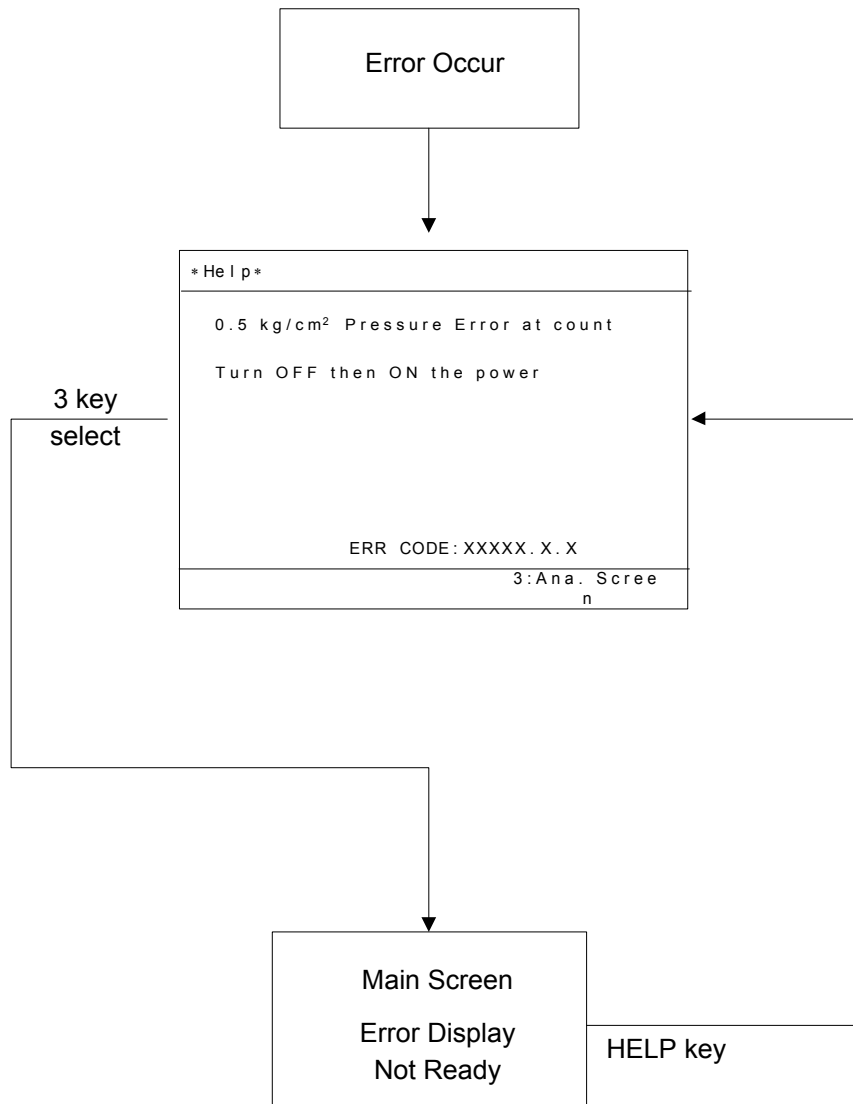 Error Occur
*Help*
0.5 kg/cm² Pressure Error at count
Turn OFF then ON the power
3 key
select
ERR CODE:XXXXX.X.X
3:Ana. Scree
n
Main Screen
Error Display
Not Ready
HELP key